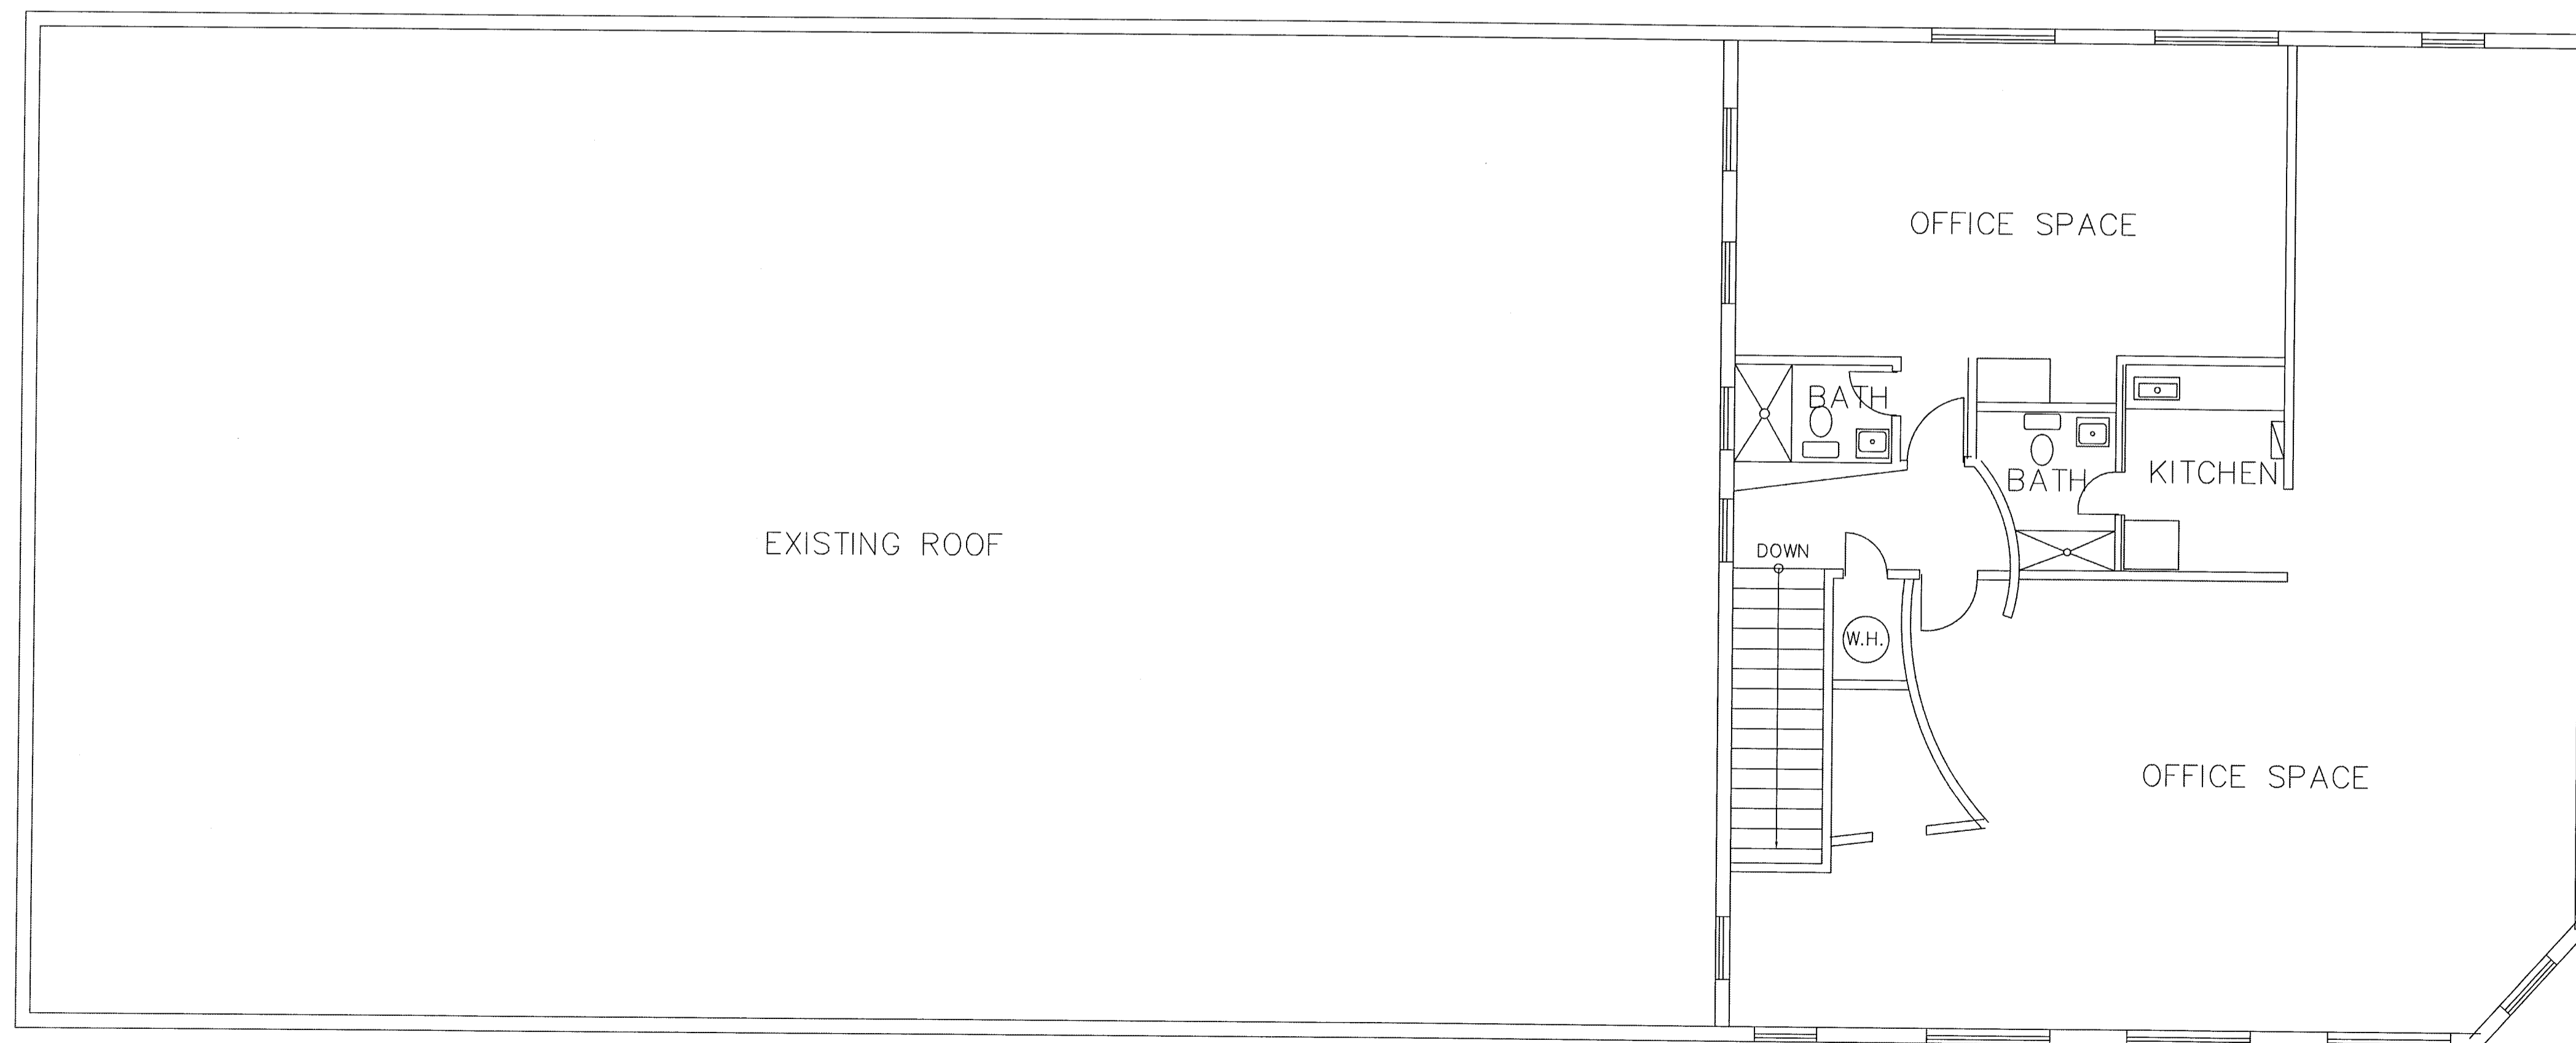 OFFICE SPACE
BATH
BATH
KITCHEN
EXISTING ROOF
DOWN
W.H.
OFFICE SPACE